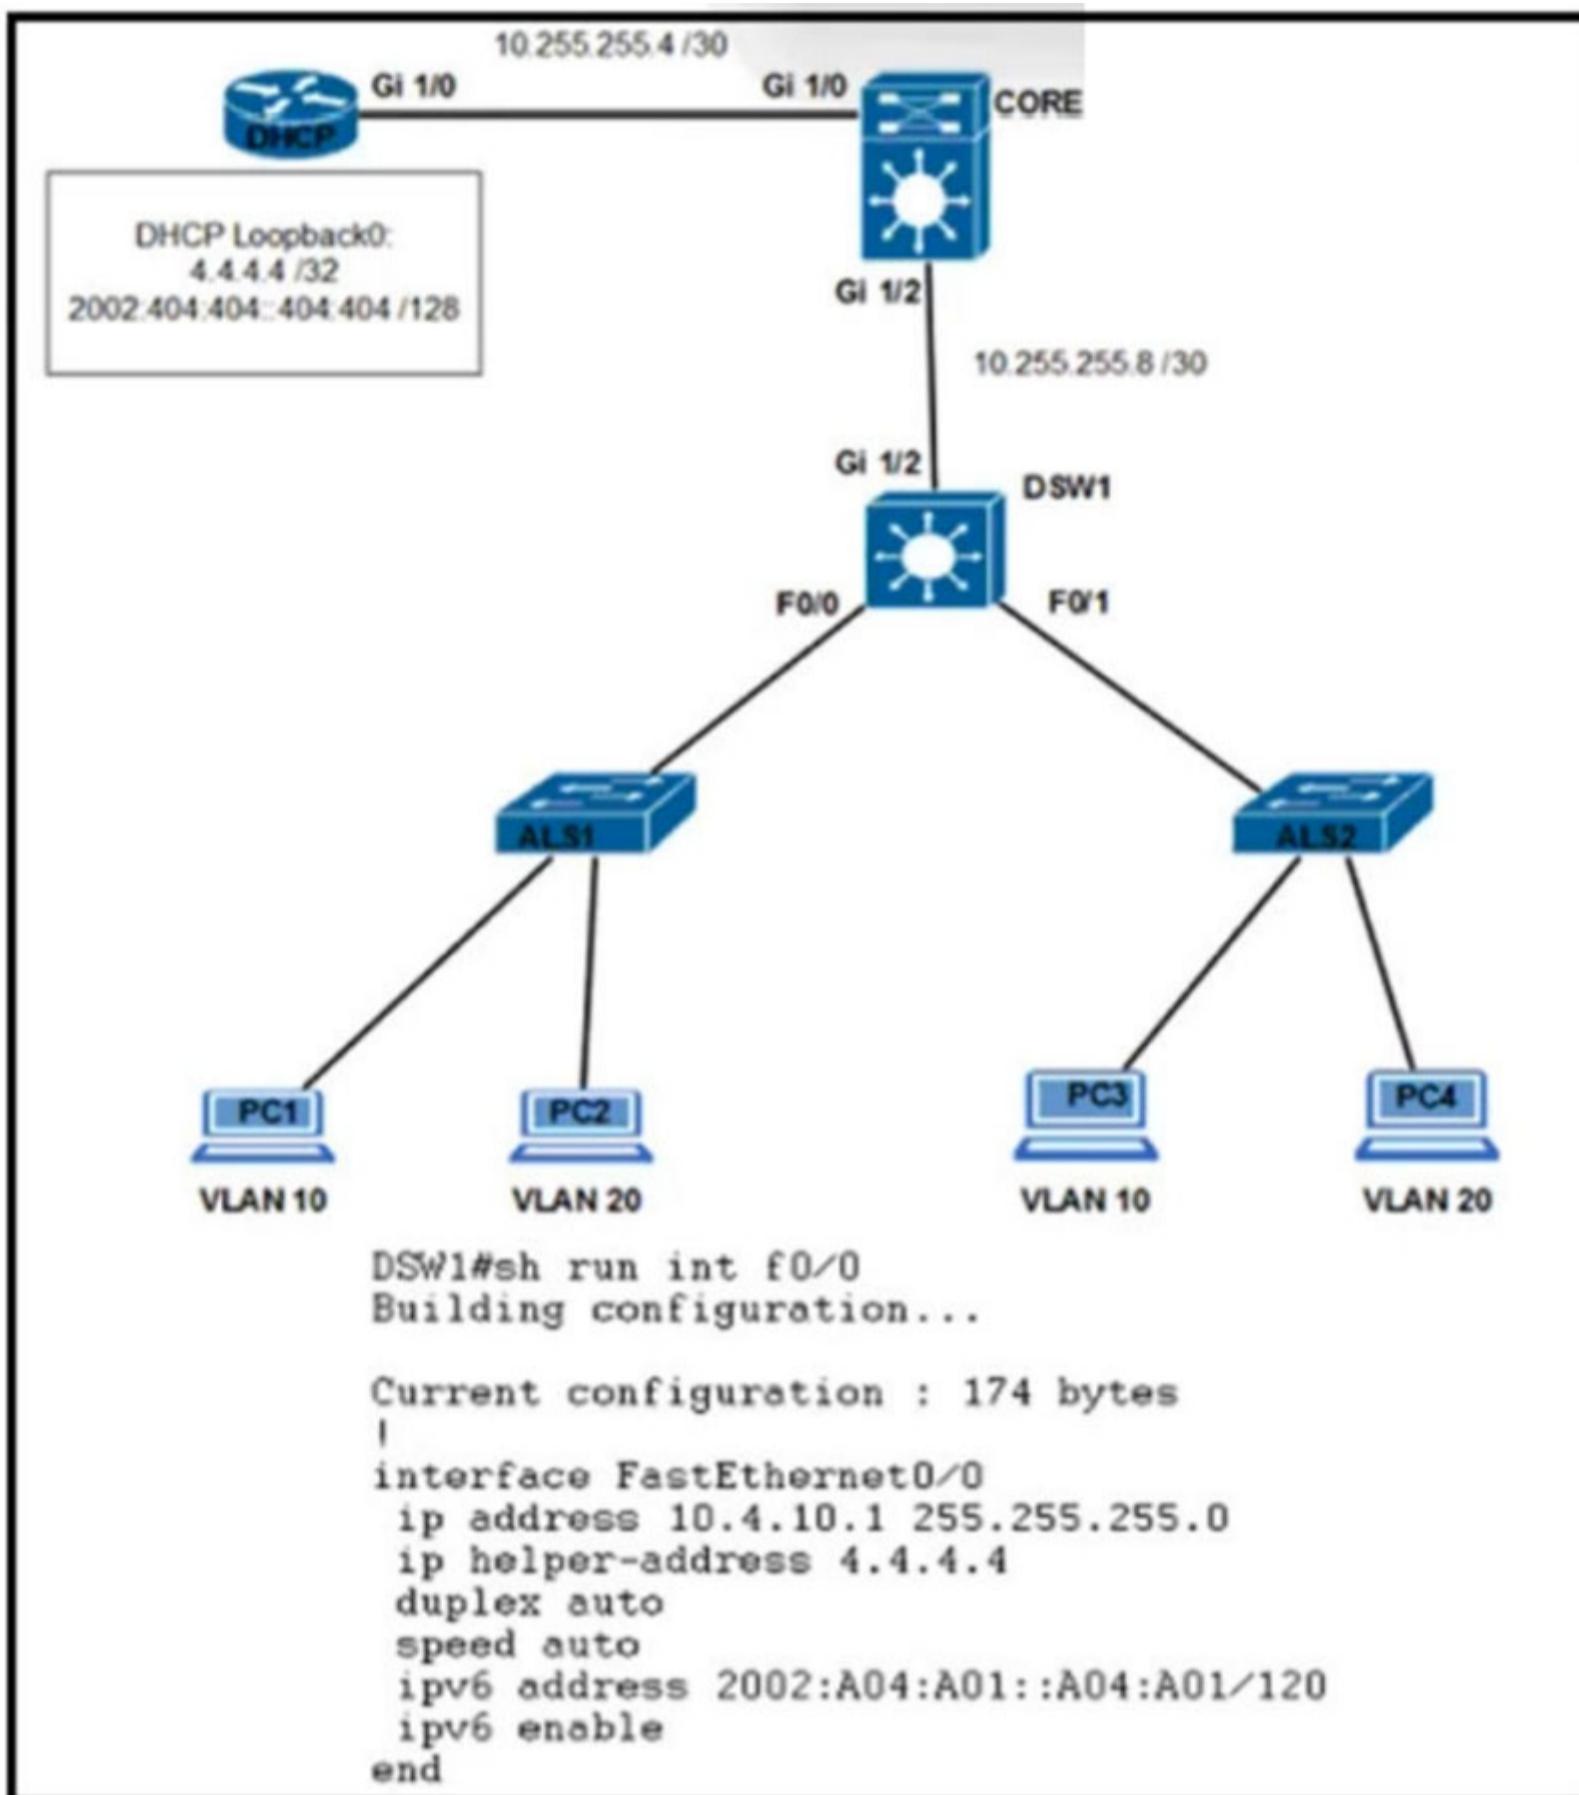 10.255.255.4 /30
Gi 1/0
Gi 1/0
CORE
DHCP
DHCP Loopback0:
4.4.4.4 /32
2002:404:404::404:404 /128
Gi 1/2
10.255.255.8 /30
Gi 1/2
DSW1
F0/0
F0/1
ALS1
ALS2
PC1
PC2
PC3
PC4
VLAN 10
VLAN 20
VLAN 10
VLAN 20
DSW1#sh run int f0/0
Building configuration...
Current configuration : 174 bytes
!
interface FastEthernet0/0
ip address 10.4.10.1 255.255.255.0
ip helper-address 4.4.4.4
duplex auto
speed auto
ipv6 address 2002:A04:A01::A04:A01/120
ipv6 enable
end